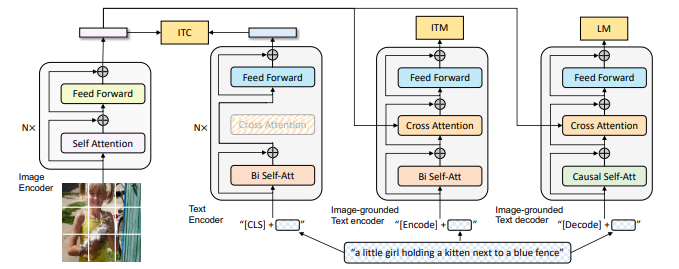 ITC
ITM
LM
Feed Forward
Self Attention
N×
Image
Encoder
Feed Forward
Cross Attention
Bi Self-Att
N×
Text
Encoder
"[CLS] + "
Feed Forward
Cross Attention
Bi Self-Att
Image-grounded
Text encoder
"[Encode] + "
Feed Forward
Cross Attention
Causal Self-Att
Image-grounded
Text decoder
"[Decode] + "
"a little girl holding a kitten next to a blue fence"